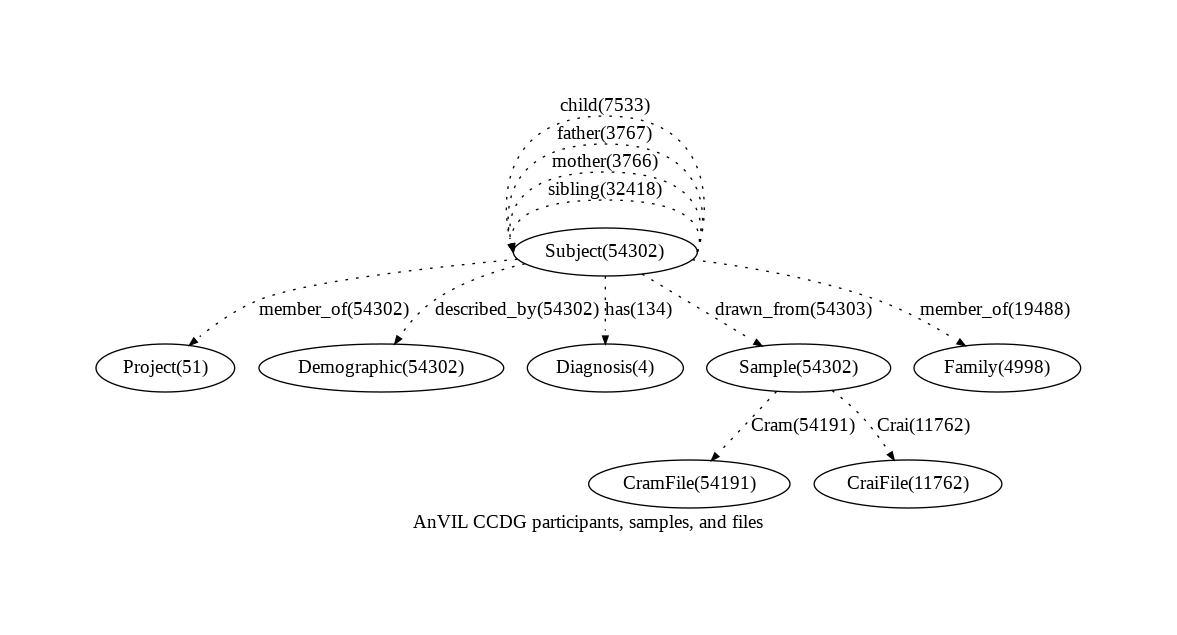 child(7533)
father(3767)
mother(3766)
sibling(32418)
Subject(54302)
member_of(54302)
described_by(54302)
has(134)
drawn_from(54303)
member_of(19488)
Project(51)
Demographic(54302)
Diagnosis(4)
Sample(54302)
Family(4998)
Cram(54191)
Crai(11762)
CramFile(54191)
CraiFile(11762)
AnVIL CCDG participants, samples, and files